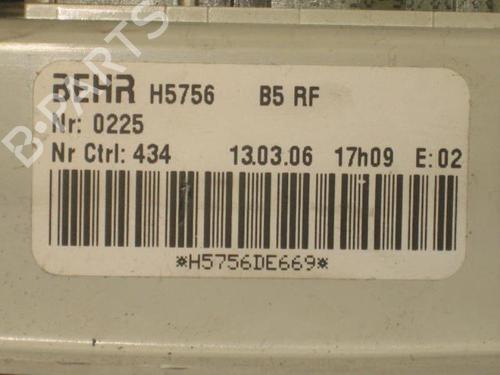 B-PARTS
BEHR H5756 B5 RF
Nr: 0225
Nr Ctrl: 434 13.03.06 17h09 E: 02
*H5756DE669*